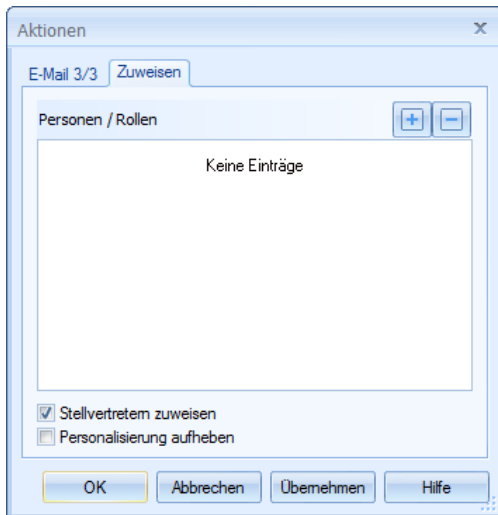 Aktionen
E-Mail 3/3 Zuweisen
Personen / Rollen
Keine Einträge
Stellvertretern zuweisen
Personalisierung aufheben
OK Abbrechen Übernehmen Hilfe